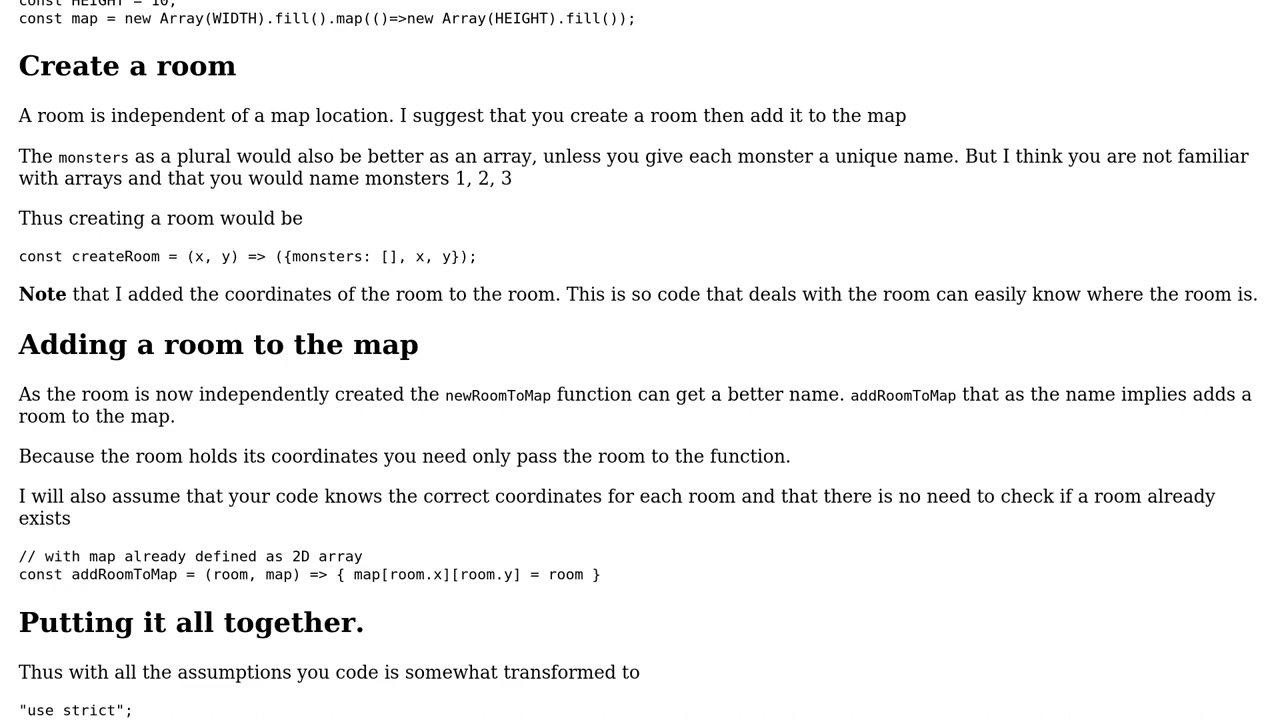 const HEIGHT = 10;
const map = new Array(WIDTH).fill().map(()=>new Array(HEIGHT).fill());
Create a room
A room is independent of a map location. I suggest that you create a room then add it to the map
The monsters as a plural would also be better as an array, unless you give each monster a unique name. But I think you are not familiar
with arrays and that you would name monsters 1, 2, 3
Thus creating a room would be
const createRoom = (x, y) => ({monsters: [], x, y});
Note that I added the coordinates of the room to the room. This is so code that deals with the room can easily know where the room is.
Adding a room to the map
As the room is now independently created the newRoomToMap function can get a better name. addRoomToMap that as the name implies adds a
room to the map.
Because the room holds its coordinates you need only pass the room to the function.
I will also assume that your code knows the correct coordinates for each room and that there is no need to check if a room already
exists
// with map already defined as 2D array
const addRoomToMap = (room, map) => { map[room.x][room.y] = room }
Putting it all together.
Thus with all the assumptions you code is somewhat transformed to
"use strict";